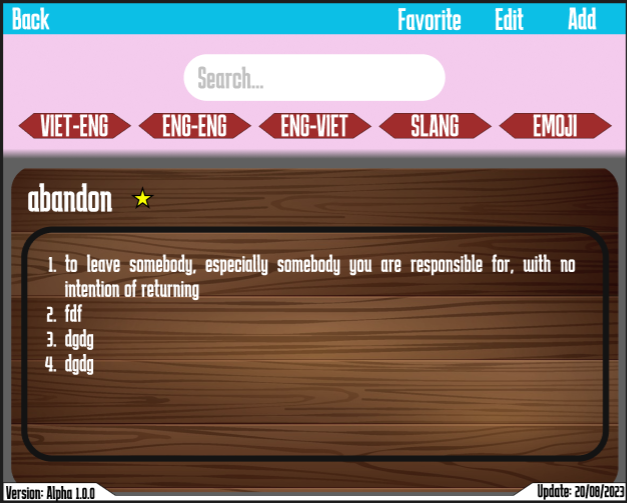 Back Favorite Edit Add
Search...
VIET-ENG ENG-ENG ENG-VIET SLANG EMOJI
abandon
1. to leave somebody, especially somebody you are responsible for, with no
intention of returning
2. fdf
3. dgdg
4. dgdg
Version: Alpha 1.0.0 Update: 20/08/2023